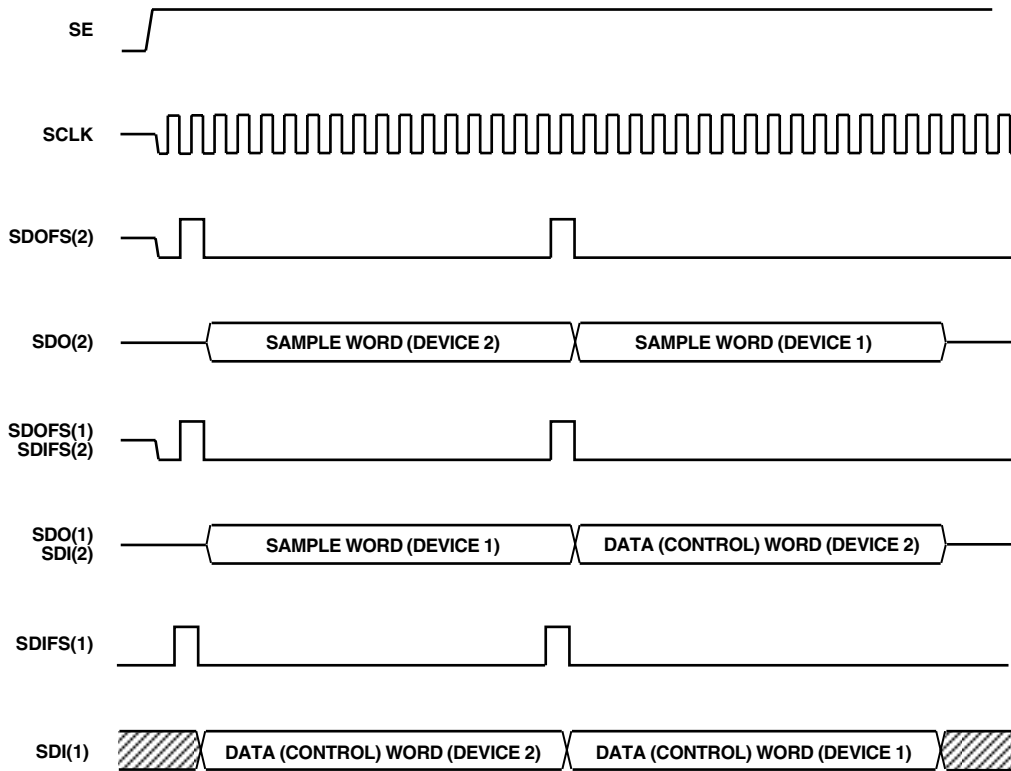 SE
SCLK
SDOFS(2)
SDO(2)
SAMPLE WORD (DEVICE 2)
SAMPLE WORD (DEVICE 1)
SDOFS(1)
SDIFS(2)
SDO(1)
SDI(2)
SAMPLE WORD (DEVICE 1)
DATA (CONTROL) WORD (DEVICE 2)
SDIFS(1)
SDI(1)
DATA (CONTROL) WORD (DEVICE 2)
DATA (CONTROL) WORD (DEVICE 1)